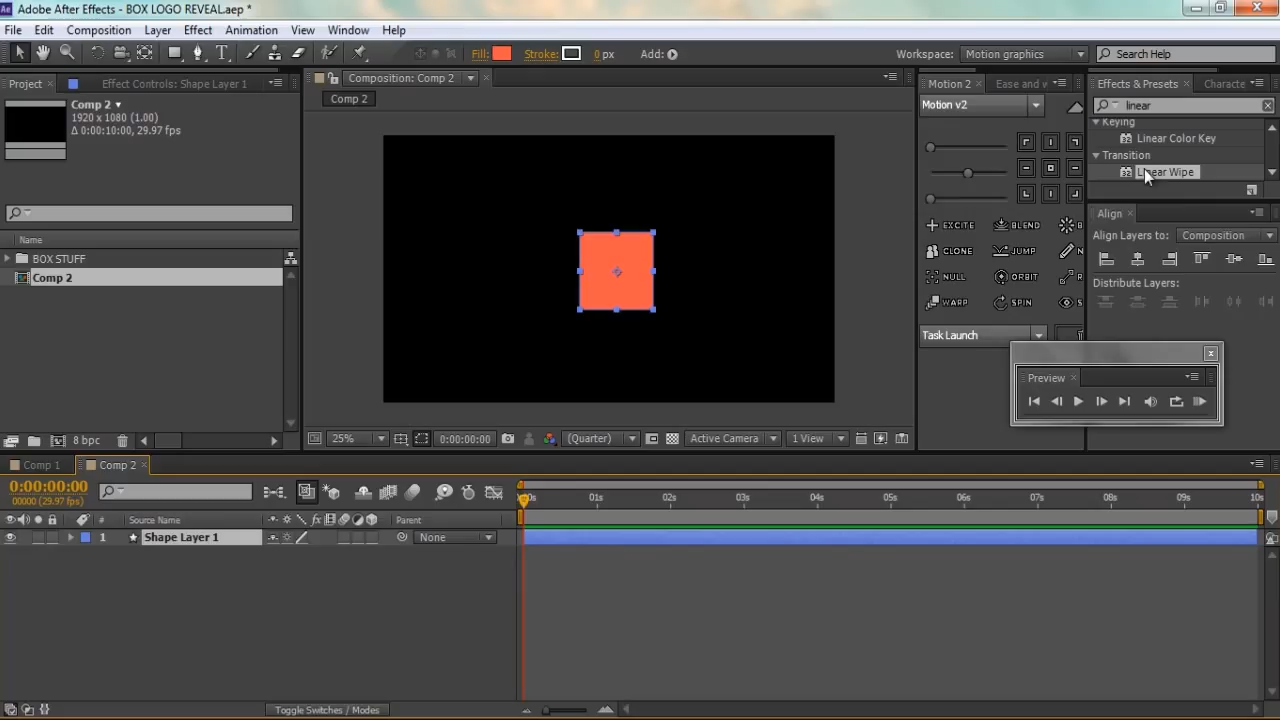 Adobe After Effects - BOX LOGO REVEAL.aep *
File Edit Composition Layer Effect Animation View Window Help
Fill: Stroke: 0 px Add: Workspace: Motion graphics Search Help
Project Effect Controls: Shape Layer 1 Composition: Comp 2 Motion 2 Ease and w Effects & Presets Characte
Comp 2
1920 x 1080 (1.00)
Δ 0:00:10:00, 29.97 fps
Comp 2
Motion v2
linear
Keying
Linear Color Key
Transition
Linear Wipe
Align
Align Layers to: Composition
Distribute Layers:
EXCITE BLEND B
CLONE JUMP N
NULL ORBIT R
WARP SPIN S
Task Launch
Preview
Name
BOX STUFF
Comp 2
8 bpc
25% 0:00:00:00 (Quarter) Active Camera 1 View
Comp 1 Comp 2
0:00:00:00
00000 (29.97 fps)
01s 02s 03s 04s 05s 06s 07s 08s 09s 10s
# Source Name fx Parent
1 Shape Layer 1 None
Toggle Switches / Modes